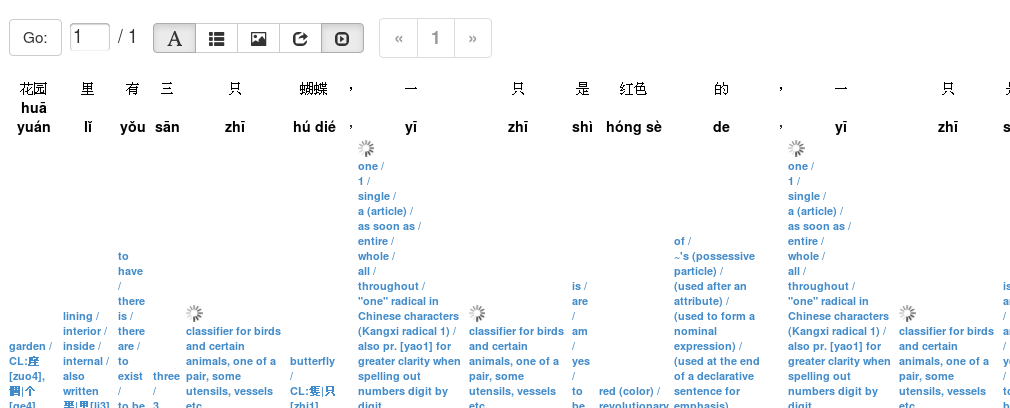 Go: 1 / 1 A « 1 »
花园 里 有 三 只 蝴蝶 , 一 只 是 红色 的 , 一 只
huā
yuán lǐ yǒu sān zhī hú dié , yī zhī shì hóng sè de , yī zhī s
one / one /
1 / 1 /
single / single /
a (article) / a (article) /
as soon as / as soon as /
entire / of / entire /
to whole / ~'s (possessive whole /
have all / particle) / all /
/ throughout / is / (used after an throughout / is
there "one" radical in are attribute) / "one" radical in ar
lining / is / Chinese characters / (used to form a Chinese characters /
interior / there classifier for birds (Kangxi radical 1) / classifier for birds am nominal (Kangxi radical 1) / classifier for birds
inside / are / and certain also pr. [yao1] for and certain / expression) / also pr. [yao1] for and certain /
garden / internal / to animals, one of a butterfly greater clarity when animals, one of a yes (used at the end greater clarity when animals, one of a
CL:座 also exist three pair, some / spelling out pair, some / of a declarative spelling out pair, some /
[zuo4], written / / utensils, vessels CL:隻|只 numbers digit by utensils, vessels to red (color) / sentence for numbers digit by utensils, vessels to
個|个 裏|里[li3] to be 3 etc [zhi1] digit etc be revolutionary emphasis) digit etc
[ge4]